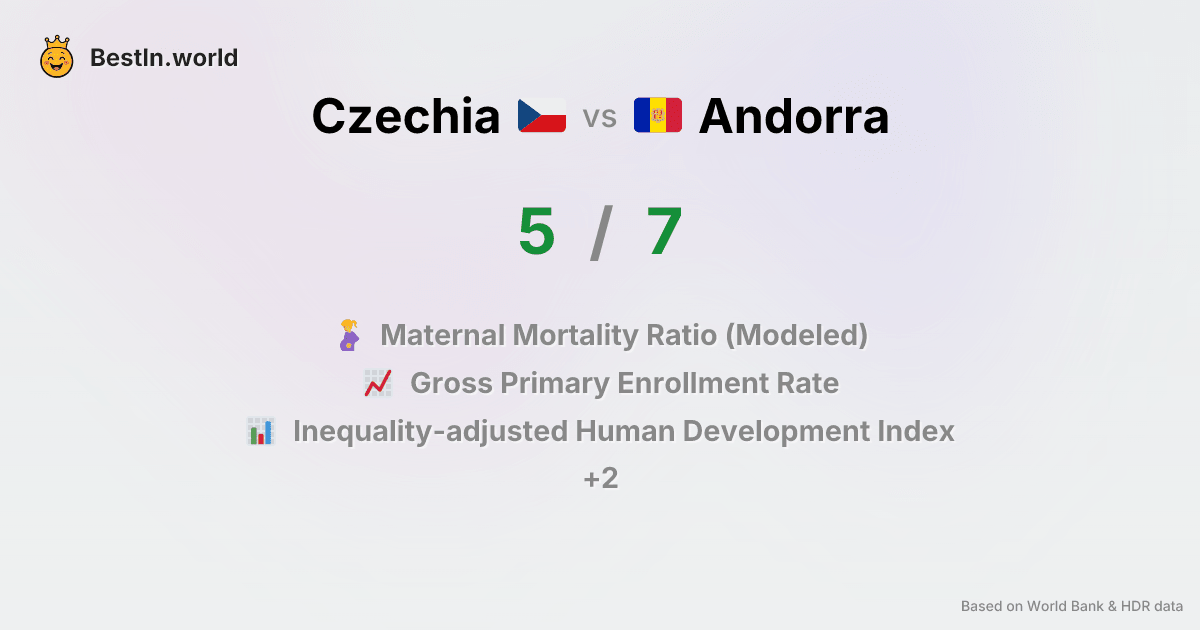 BestIn.world
Czechia vs Andorra
5 / 7
Maternal Mortality Ratio (Modeled)
Gross Primary Enrollment Rate
Inequality-adjusted Human Development Index
+2
Based on World Bank & HDR data